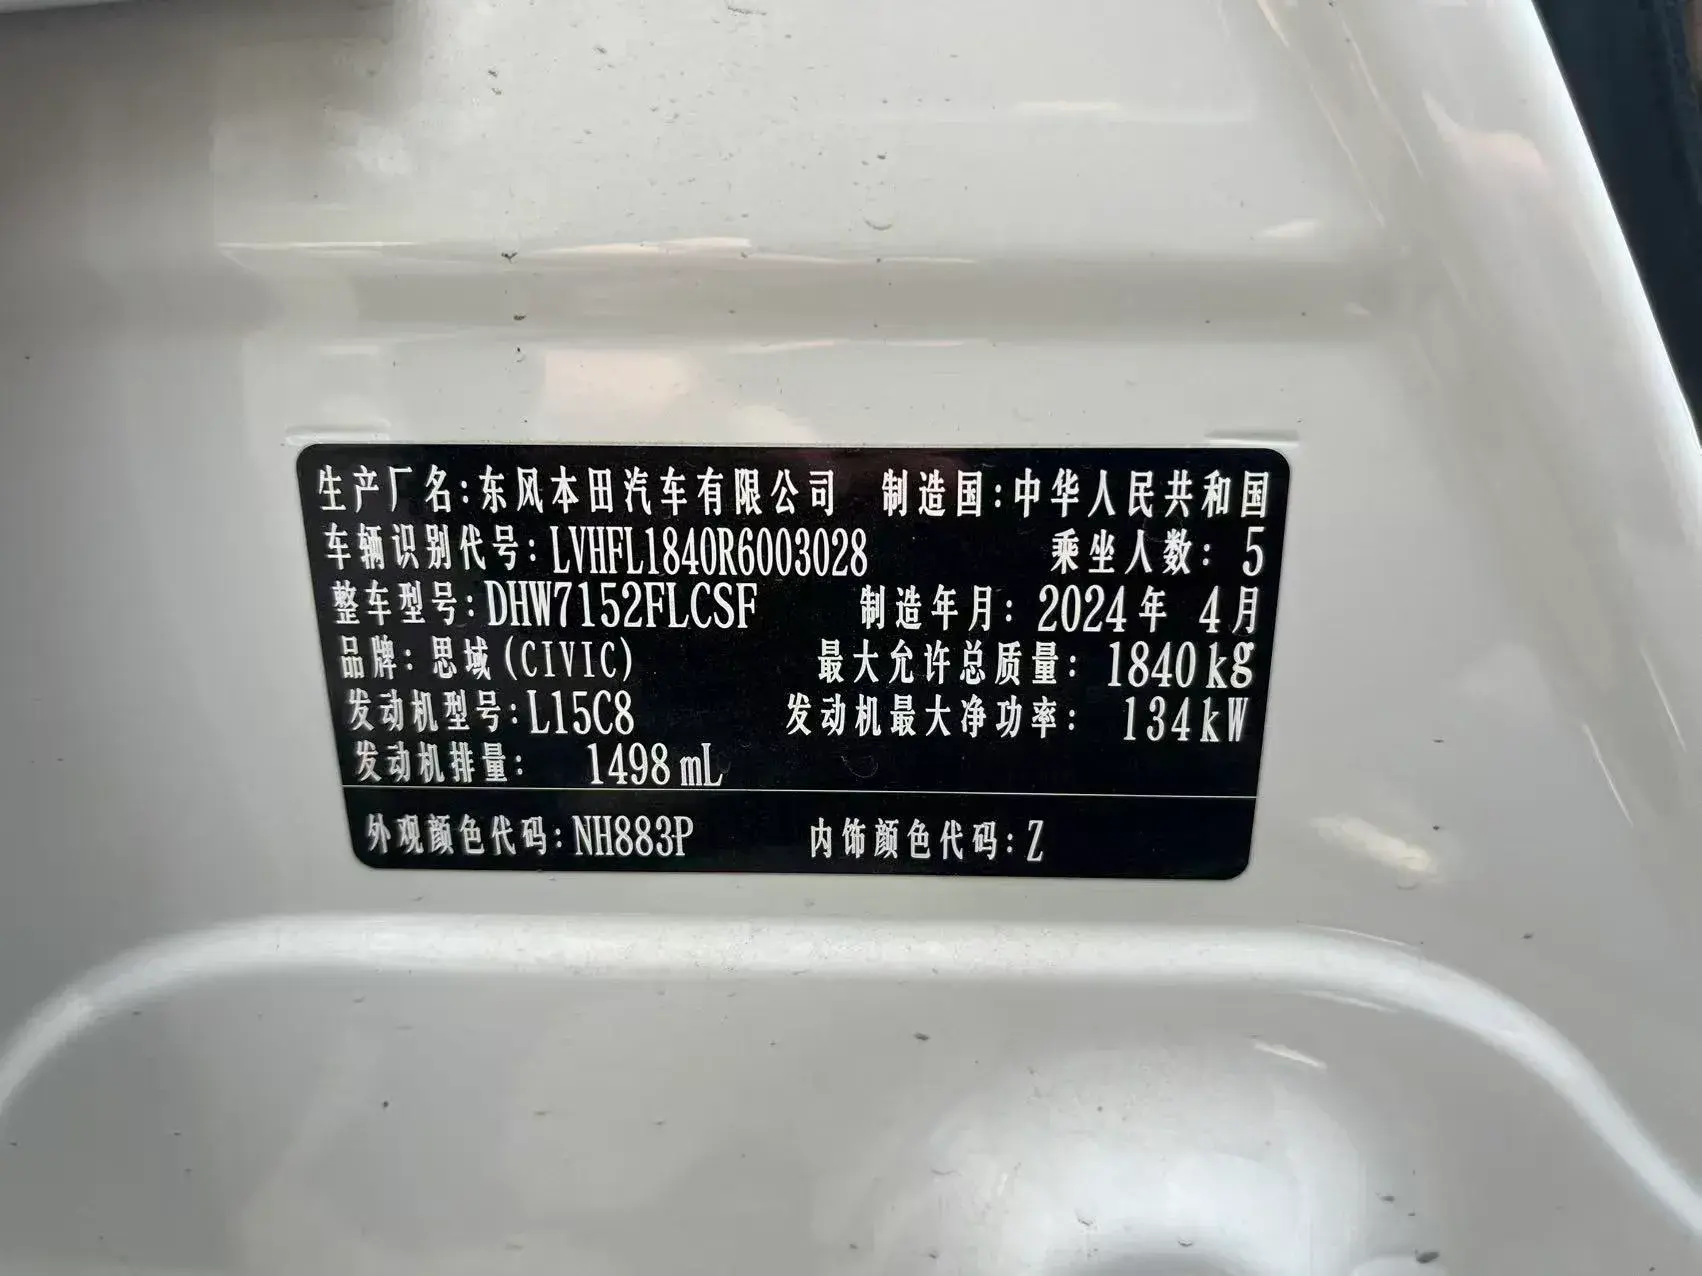 生产厂名:东风本田汽车有限公司 制造国:中华人民共和国
车辆识别代号:LVHFL1840R6003028 乘坐人数: 5
整车型号:DHW7152FLCSF 制造年月: 2024年 4月
品牌: 思域(CIVIC) 最大允许总质量: 1840kg
发动机型号:L15C8 发动机最大净功率: 134kW
发动机排量: 1498mL
外观颜色代码:NH883P 内饰颜色代码:Z